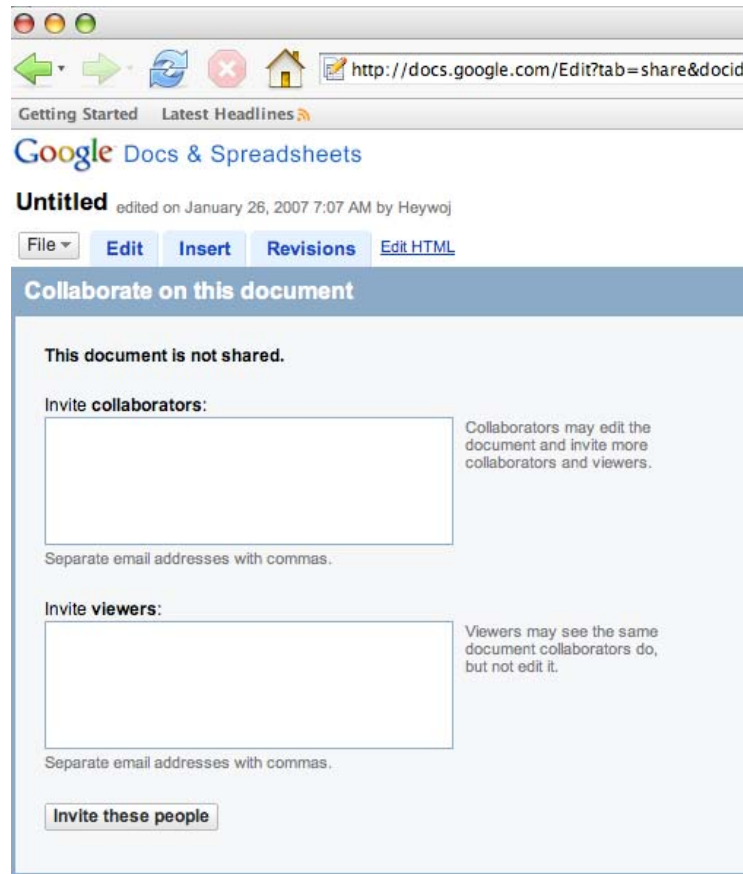 http://docs.google.com/Edit?tab=share&docid
Getting Started Latest Headlines
Google Docs & Spreadsheets
Untitled edited on January 26, 2007 7:07 AM by Heywoj
File Edit Insert Revisions Edit HTML
Collaborate on this document
This document is not shared.
Invite collaborators:
Collaborators may edit the
document and invite more
collaborators and viewers.
Separate email addresses with commas.
Invite viewers:
Viewers may see the same
document collaborators do,
but not edit it.
Separate email addresses with commas.
Invite these people